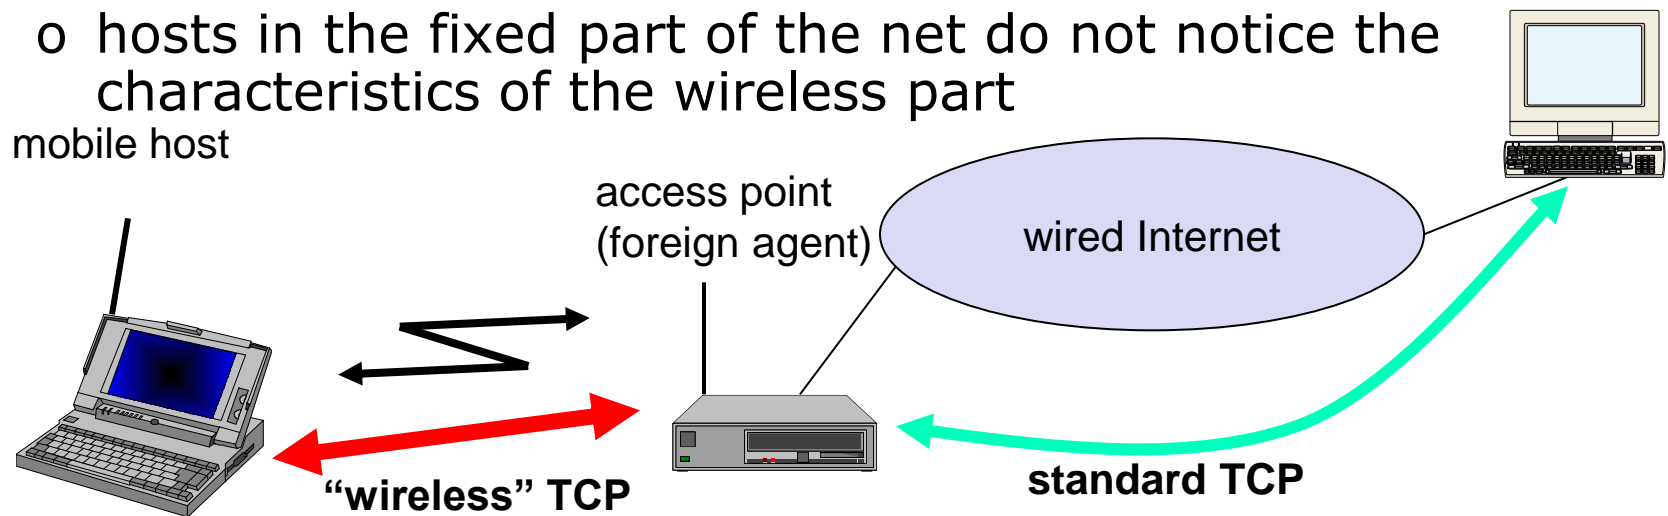 o hosts in the fixed part of the net do not notice the
characteristics of the wireless part
mobile host
access point
(foreign agent)
wired Internet
“wireless” TCP
standard TCP